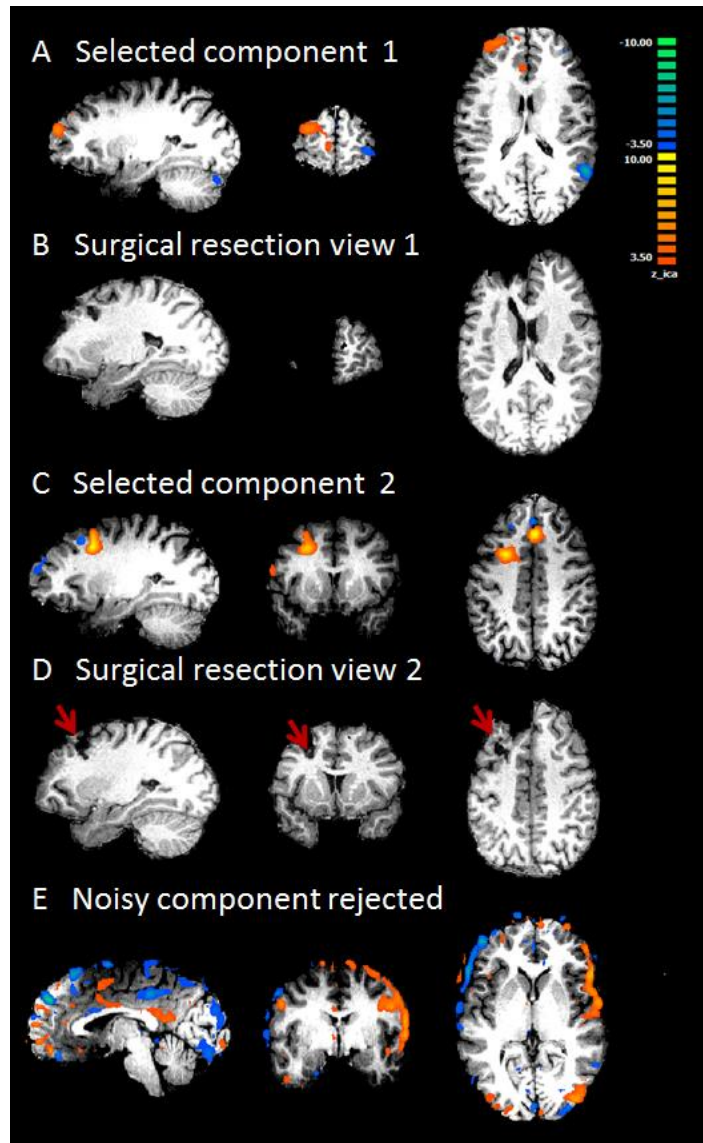 A Selected component 1
-10.00
-3.50
10.00
3.50
z_ica
B Surgical resection view 1
C Selected component 2
D Surgical resection view 2
E Noisy component rejected